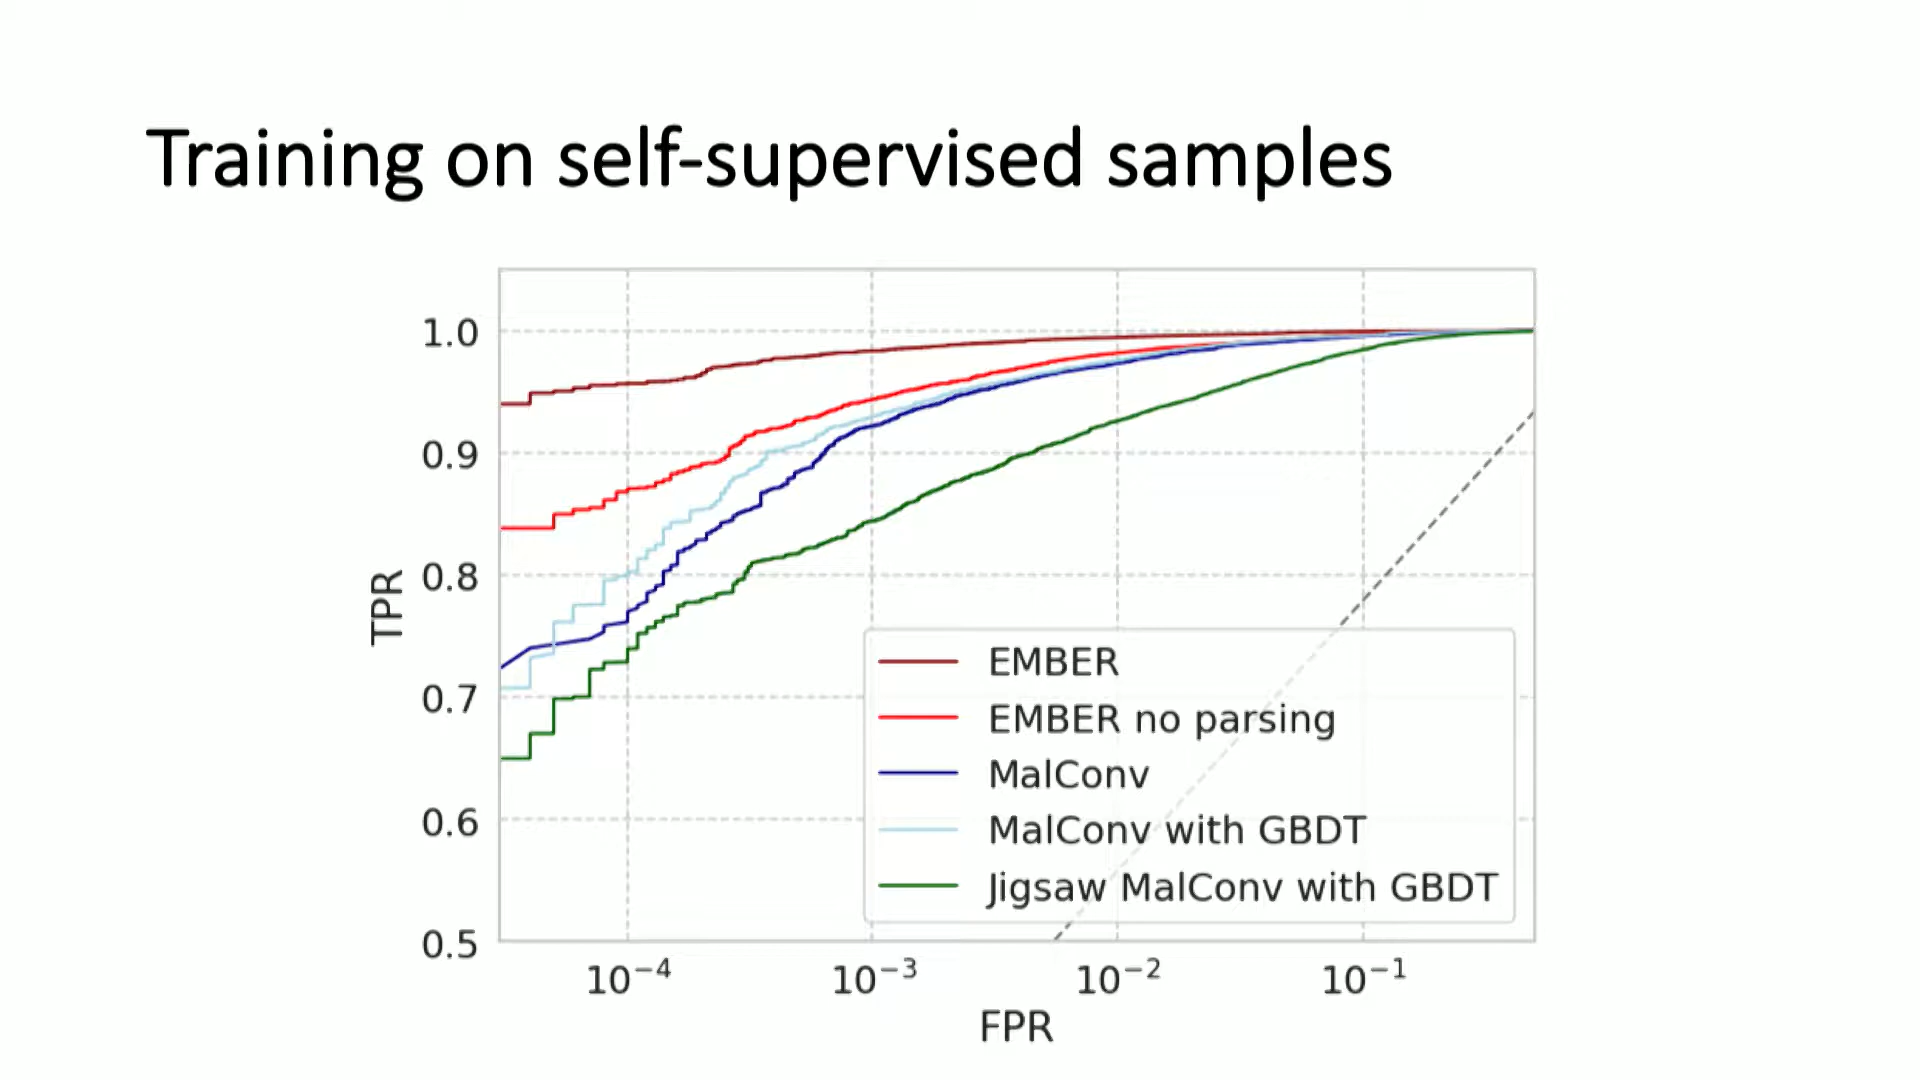 Training on self-supervised samples
1.0
0.9
0.8
0.7
0.6
0.5
TPR
EMBER
EMBER no parsing
MalConv
MalConv with GBDT
Jigsaw MalConv with GBDT
10⁻⁴ 10⁻³ 10⁻² 10⁻¹
FPR